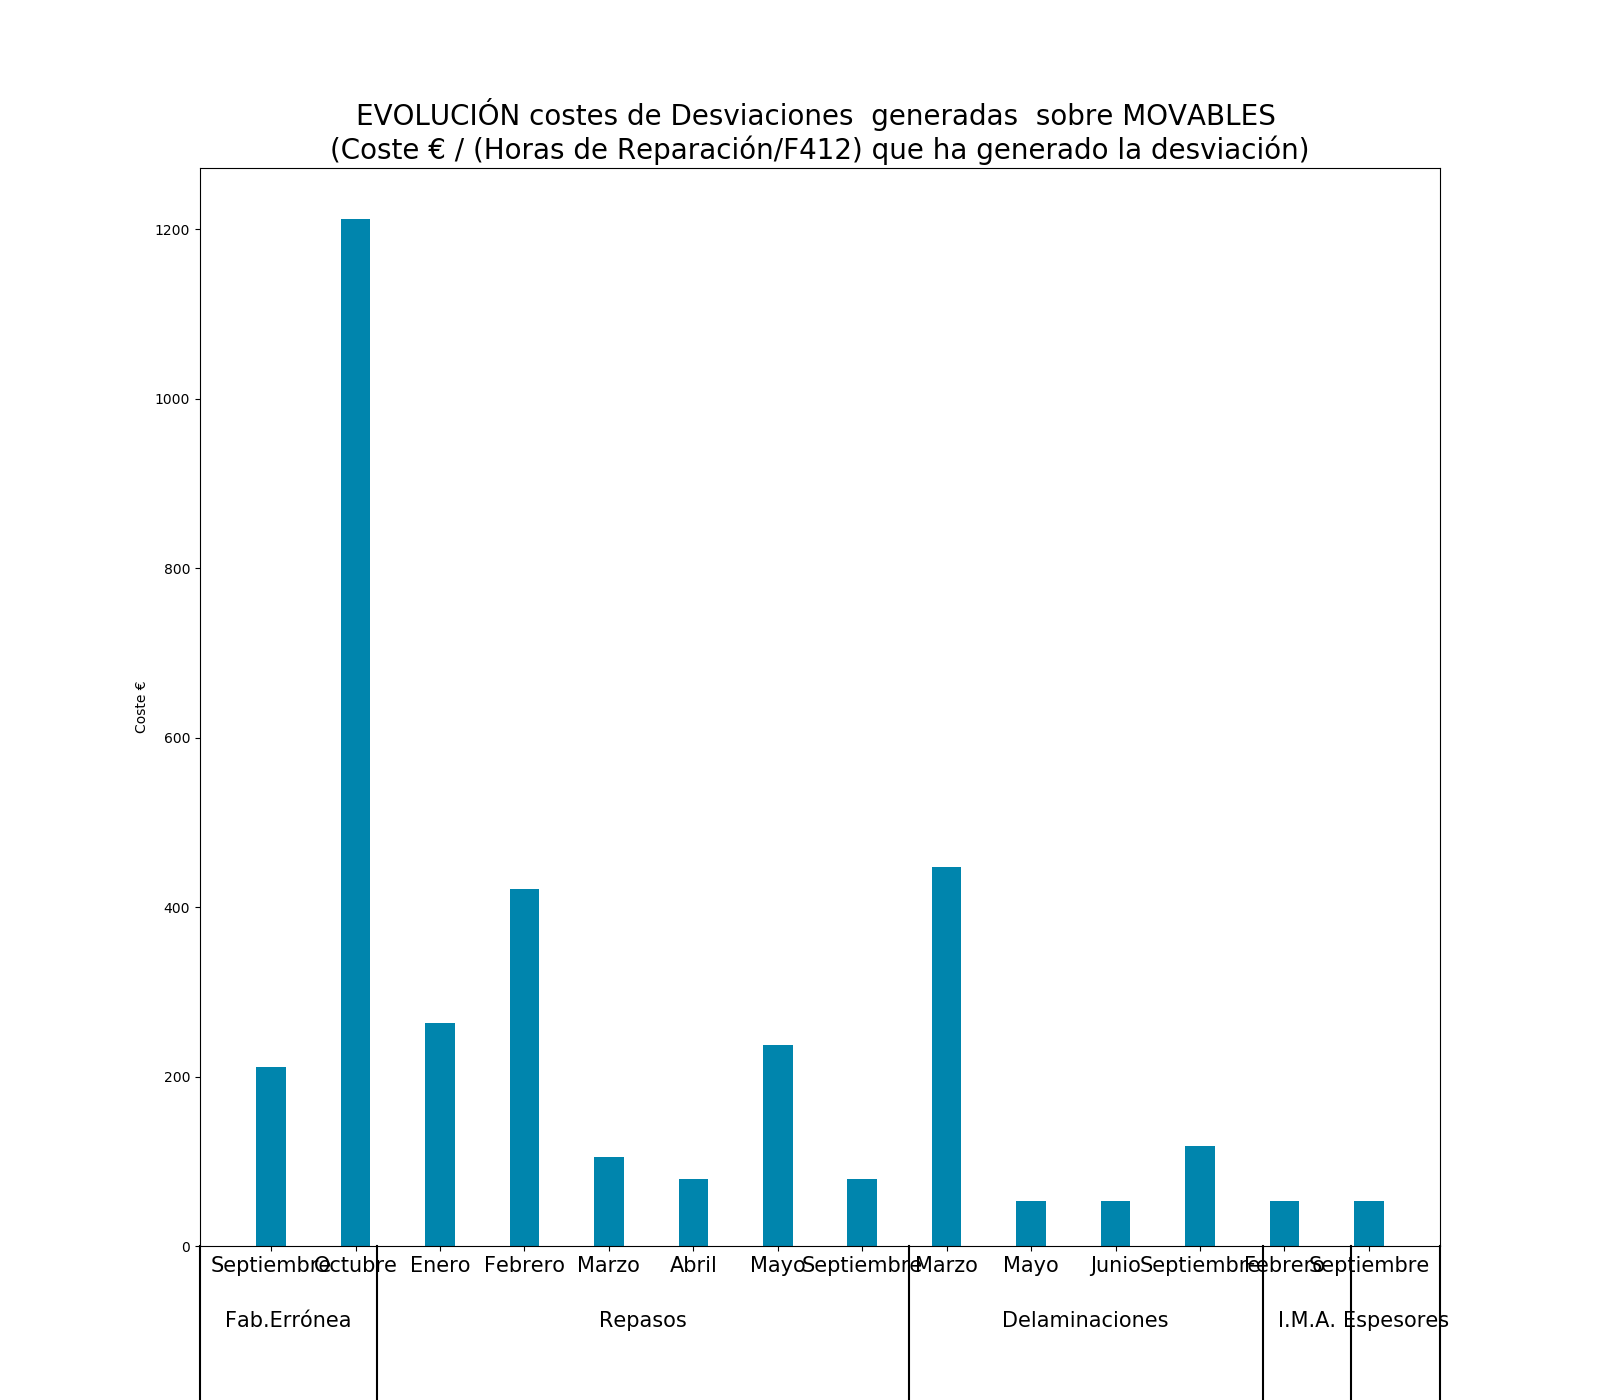 EVOLUCIÓN costes de Desviaciones  generadas  sobre MOVABLES
(Coste € / (Horas de Reparación/F412) que ha generado la desviación)
1200
1000
800
600
400
200
0
Coste €
Septiembre Octubre Enero Febrero Marzo Abril Mayo Septiembre Marzo Mayo Junio Septiembre Febrero Septiembre
Fab.Errónea Repasos Delaminaciones I.M.A. Espesores